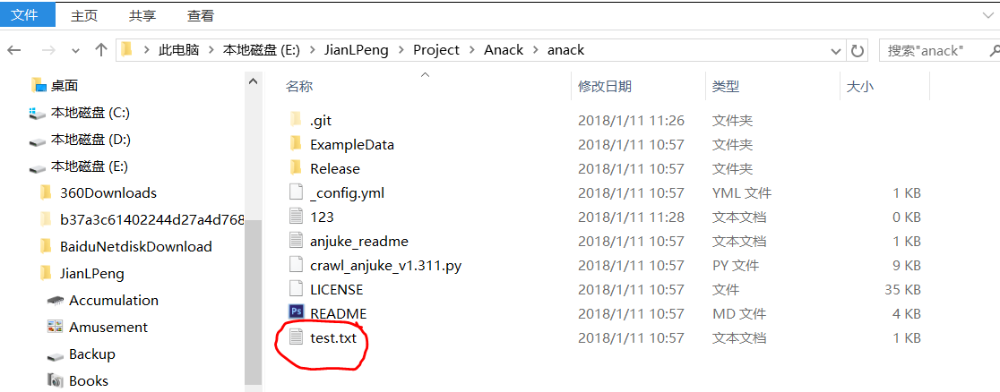 文件 主页 共享 查看
此电脑 本地磁盘 (E:) JianLPeng Project Anack anack 搜索"anack"
名称 修改日期 类型 大小
桌面
本地磁盘 (C:)
本地磁盘 (D:)
本地磁盘 (E:)
360Downloads
b37a3c61402244d27a4d768
BaiduNetdiskDownload
JianLPeng
Accumulation
Amusement
Backup
Books
.git 2018/1/11 11:26 文件夹
ExampleData 2018/1/11 10:57 文件夹
Release 2018/1/11 10:57 文件夹
_config.yml 2018/1/11 10:57 YML 文件 1 KB
123 2018/1/11 11:28 文本文档 0 KB
anjuke_readme 2018/1/11 10:57 文本文档 1 KB
crawl_anjuke_v1.311.py 2018/1/11 10:57 PY 文件 9 KB
LICENSE 2018/1/11 10:57 文件 35 KB
Ps README 2018/1/11 10:57 MD 文件 4 KB
test.txt 2018/1/11 10:57 文本文档 1 KB